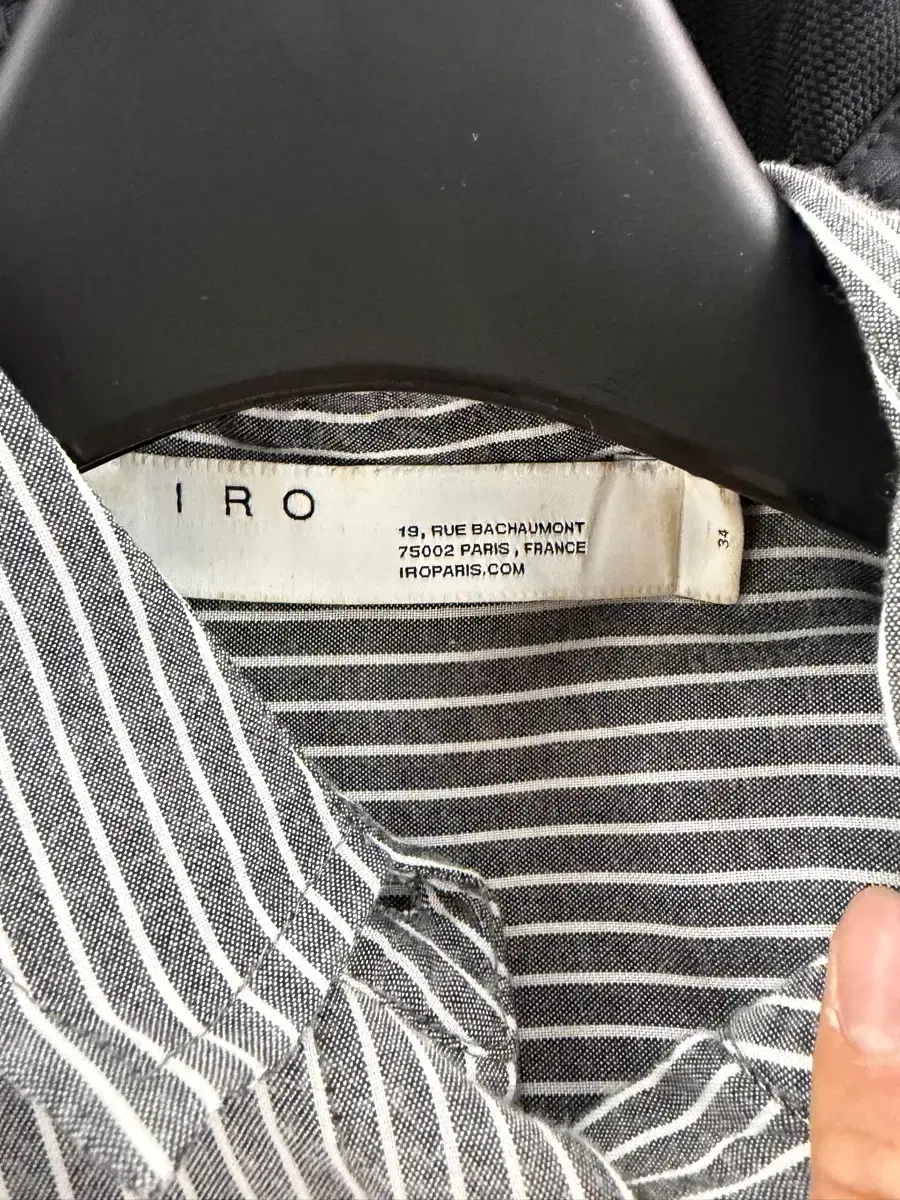 IRO
19, RUE BACHAUMONT
75002 PARIS, FRANCE
IROPARIS.COM
34